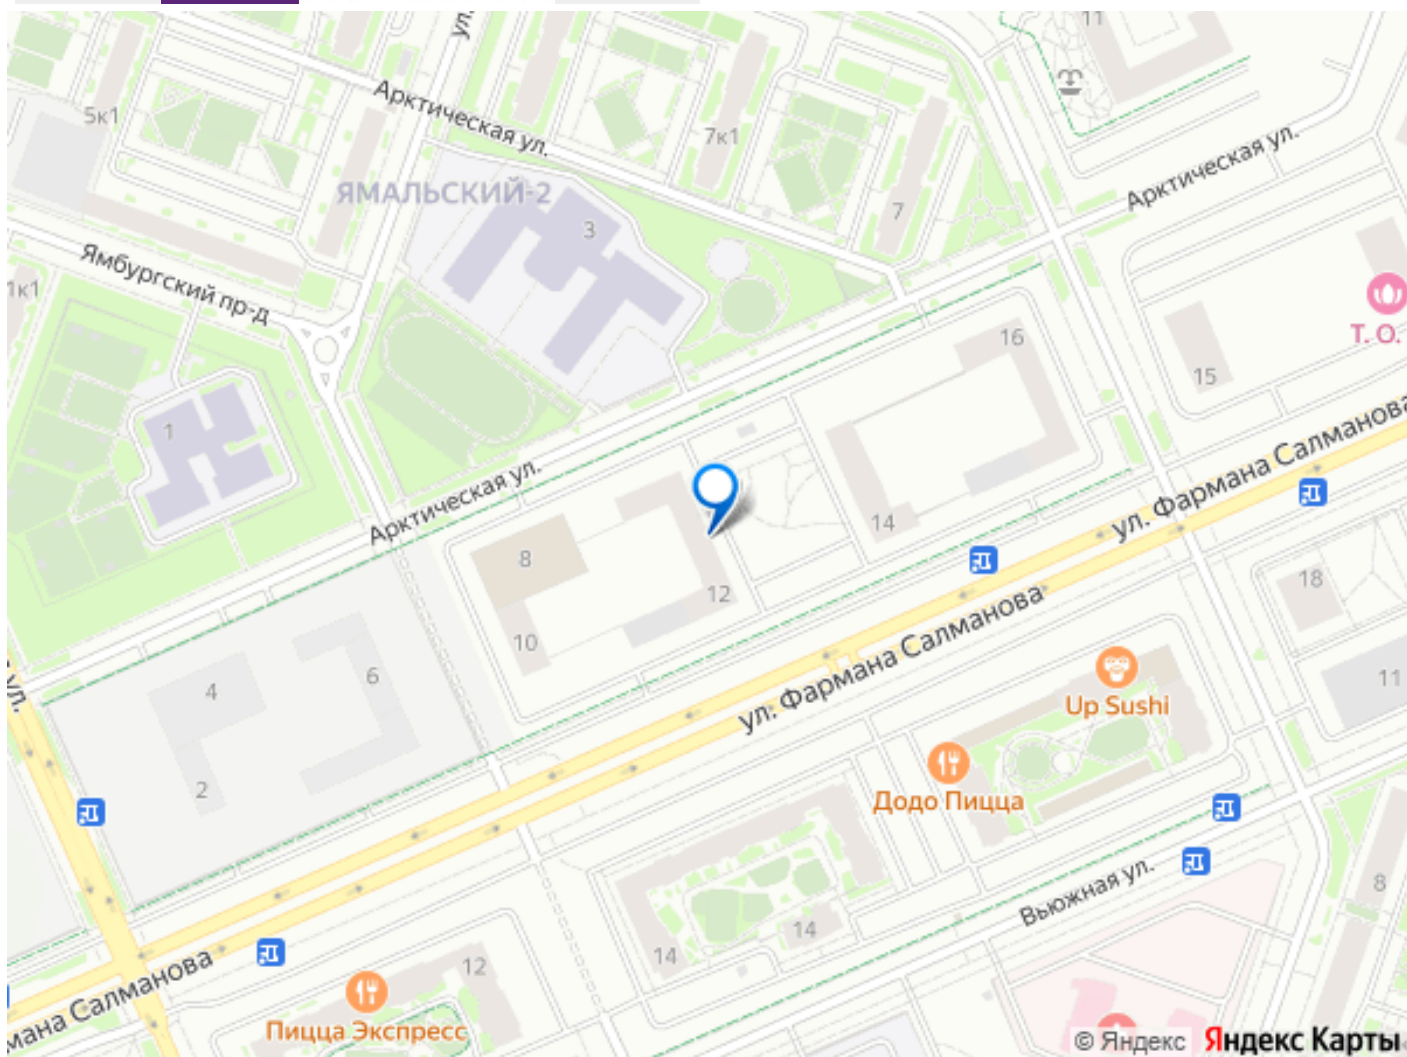 ул.
11
Арктическая ул.
5к1
7к1
Арктическая ул.
ЯМАЛЬСКИЙ-2
3
7
Ямбургский пр-д
1к1
Т. О.
16
15
1
ул. Фармана Салманова
Арктическая ул.
14
8
12
18
10
ул. Фармана Салманова
6
4
11
ул.
Up Sushi
2
Додо Пицца
8
Вьюжная ул.
14
14
12
мана Салманова
Пицца Экспресс
© Яндекс Яндекс Карты